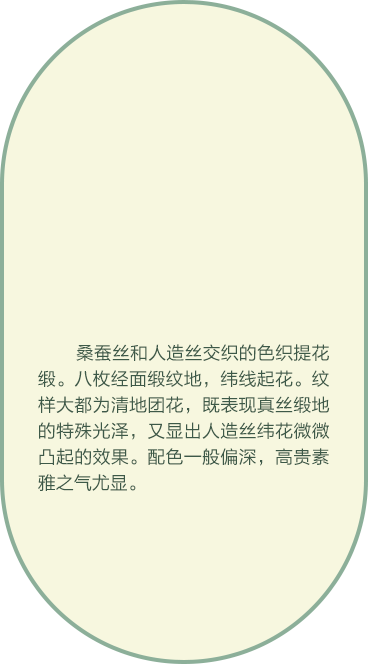 桑蚕丝和人造丝交织的色织提花
缎。八枚经面缎纹地，纬线起花。纹
样大都为清地团花，既表现真丝缎地
的特殊光泽，又显出人造丝纬花微微
凸起的效果。配色一般偏深，高贵素
雅之气尤显。